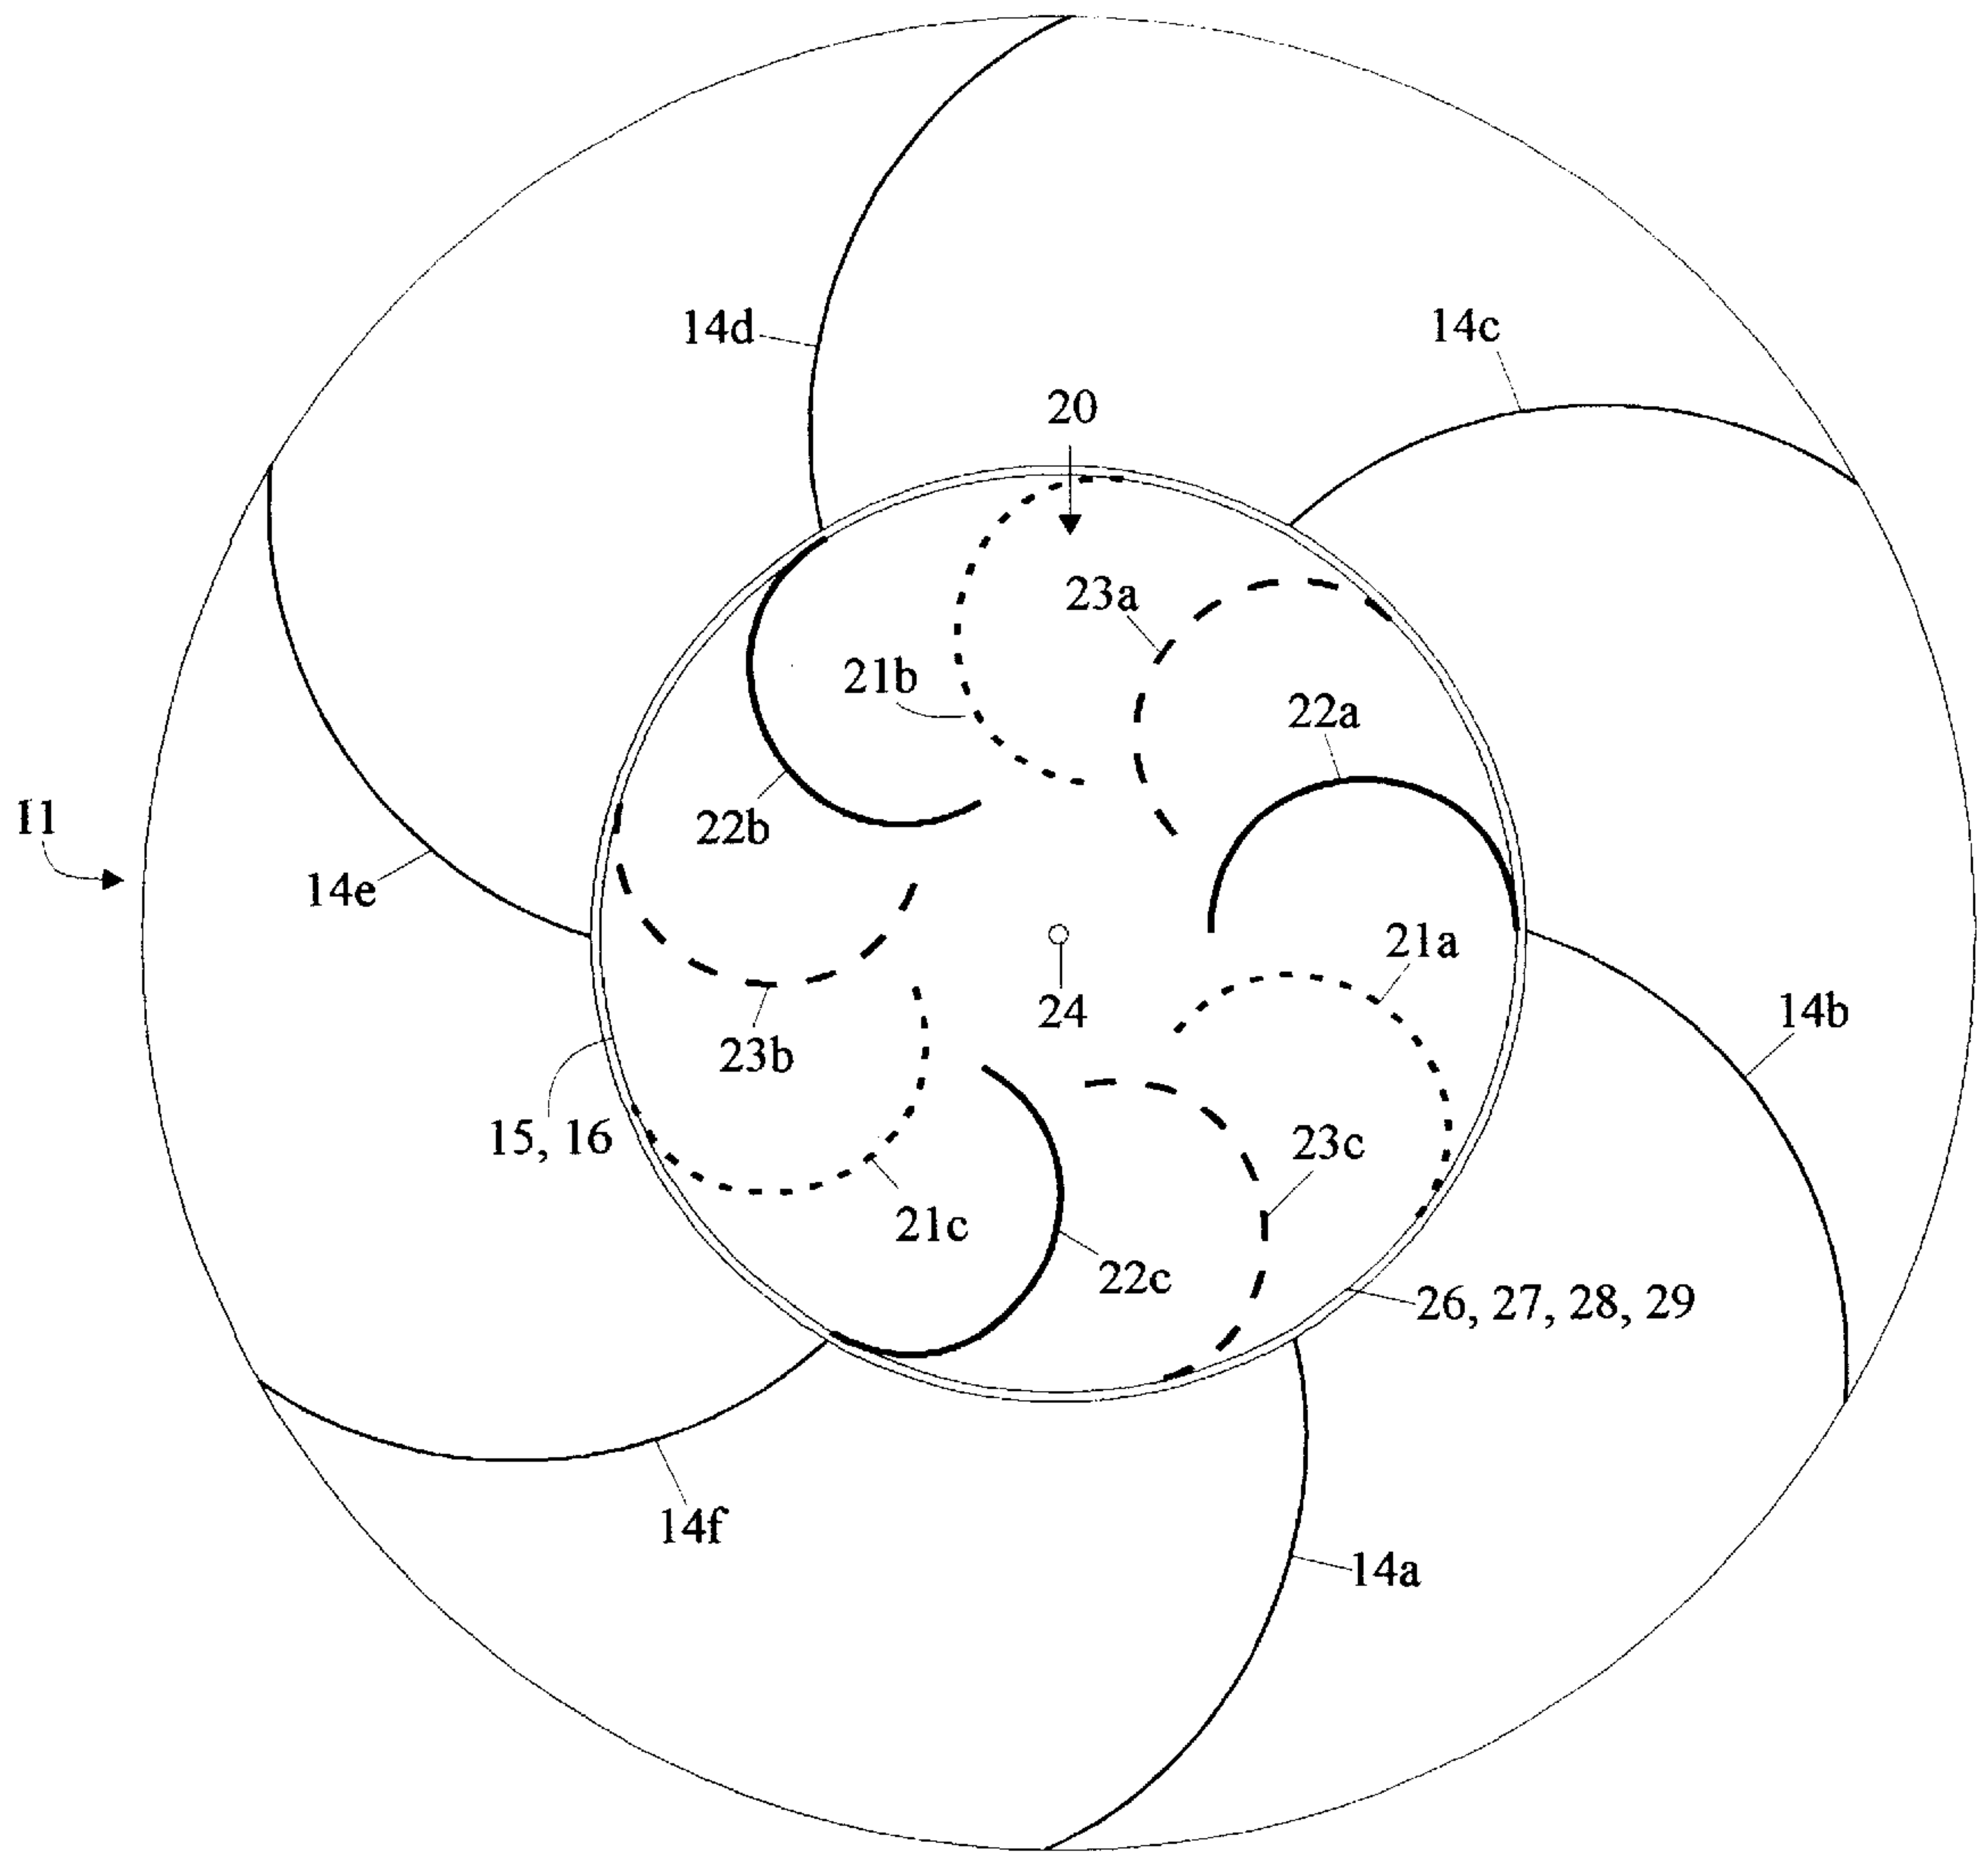 14d
14c
20
23a
21b
22a
11
22b
14e
21a
24
14b
23b
15, 16
23c
21c
22c
26, 27, 28, 29
14f
14a